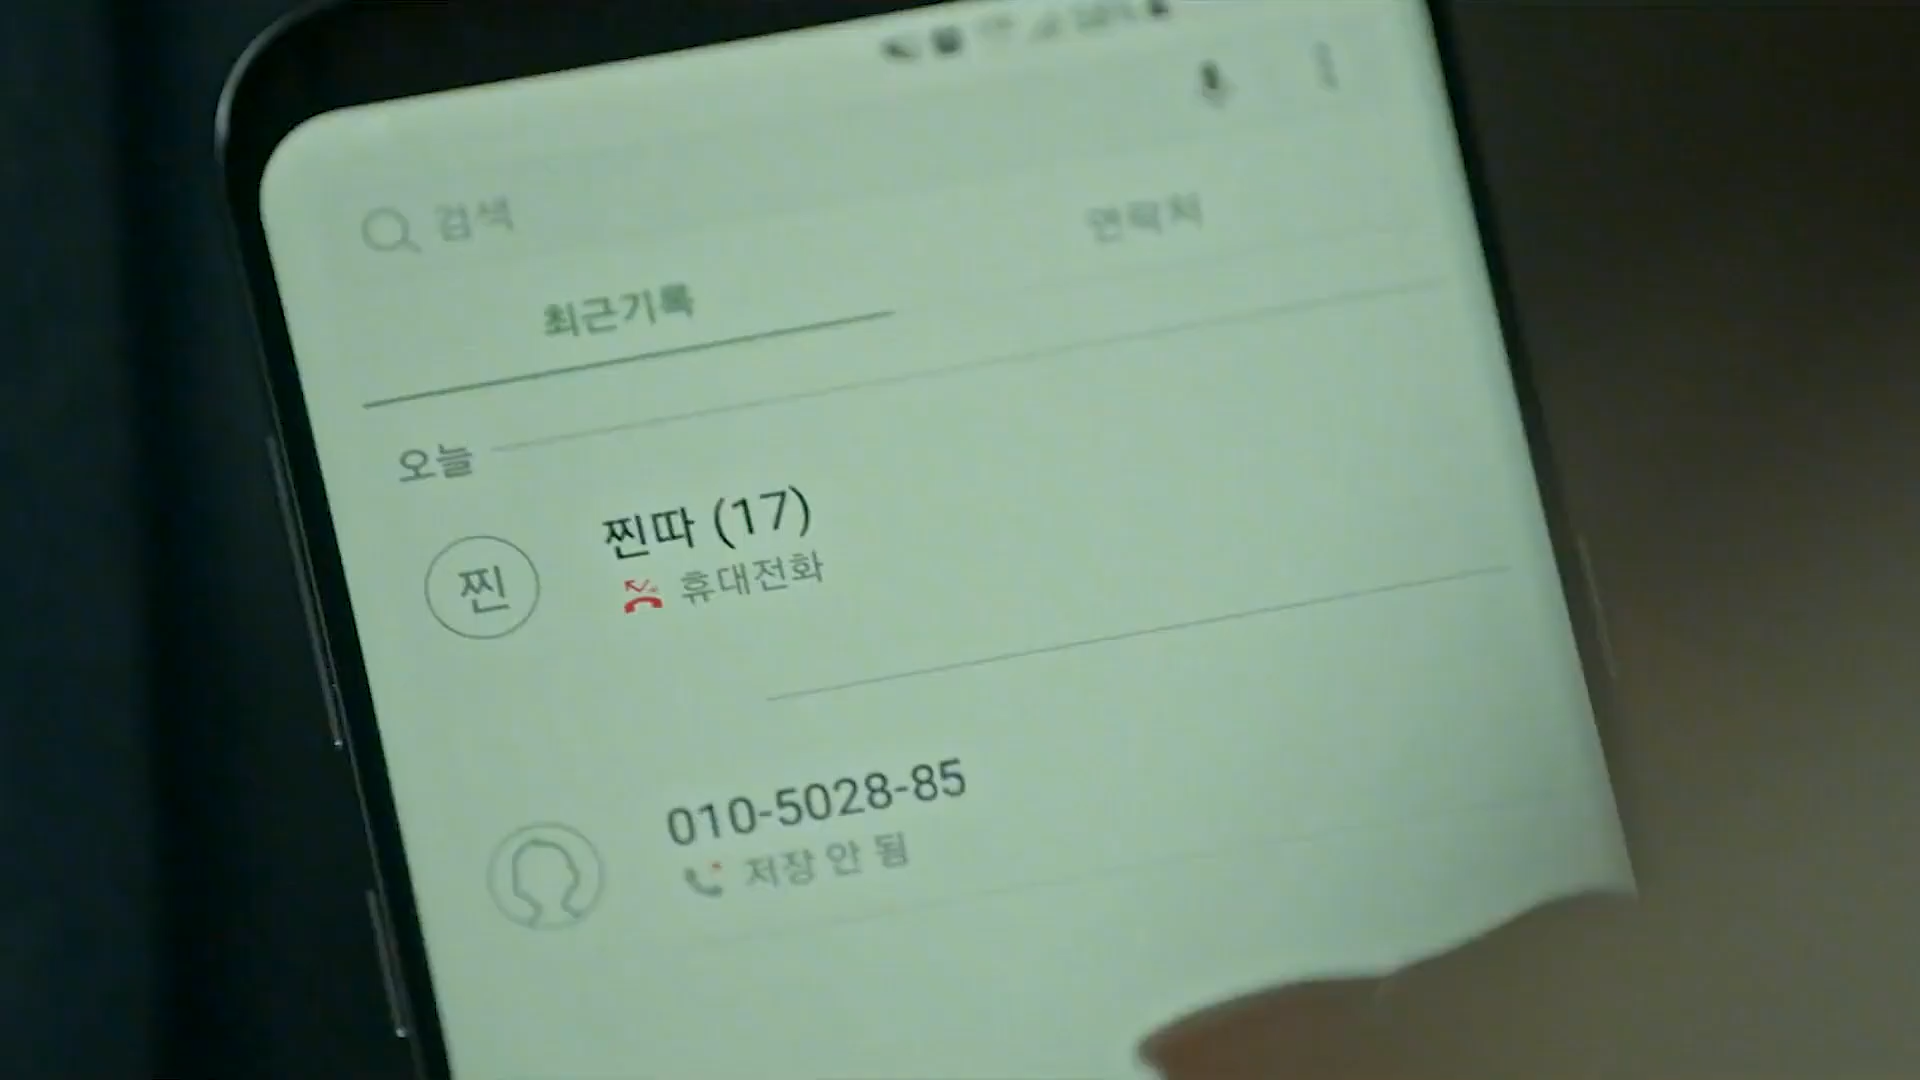 검색
최근기록
연락처
오늘
찐
찐따 (17)
휴대전화
010-5028-85
저장 안 됨